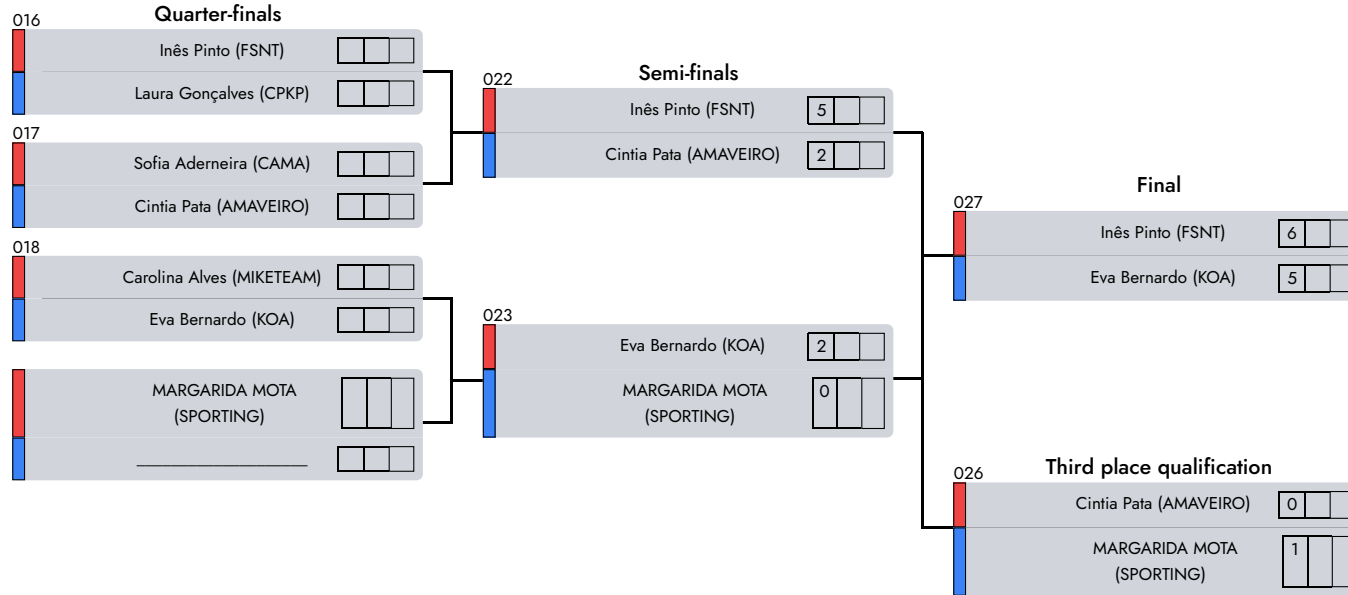 Quarter-finals
016
Inês Pinto (FSNT)
Laura Gonçalves (CPKP)
017
Sofia Aderneira (CAMA)
Cintia Pata (AMAVEIRO)
018
Carolina Alves (MIKETEAM)
Eva Bernardo (KOA)
MARGARIDA MOTA
(SPORTING)
Semi-finals
022
Inês Pinto (FSNT) 5
Cintia Pata (AMAVEIRO) 2
023
Eva Bernardo (KOA) 2
MARGARIDA MOTA 0
(SPORTING)
Final
027
Inês Pinto (FSNT) 6
Eva Bernardo (KOA) 5
Third place qualification
026
Cintia Pata (AMAVEIRO) 0
MARGARIDA MOTA 1
(SPORTING)